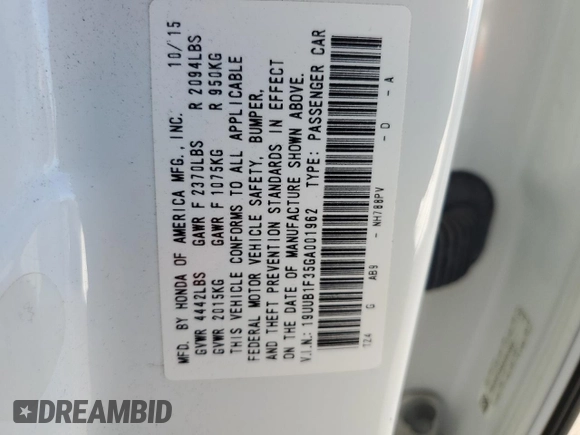 MFD. BY HONDA OF AMERICA MFG., INC. 10/15
GVWR 4442LBS GAWR F 2370LBS R 2094LBS
GVWR 2015KG GAWR F 1075KG R 950KG
THIS VEHICLE CONFORMS TO ALL APPLICABLE
FEDERAL MOTOR VEHICLE SAFETY, BUMPER,
AND THEFT PREVENTION STANDARDS IN EFFECT
ON THE DATE OF MANUFACTURE SHOWN ABOVE.
V.I.N.: 19UUB1F35GA001962 TYPE: PASSENGER CAR
TZ4 G AB9 - NH788PV - D - A
DREAMBID